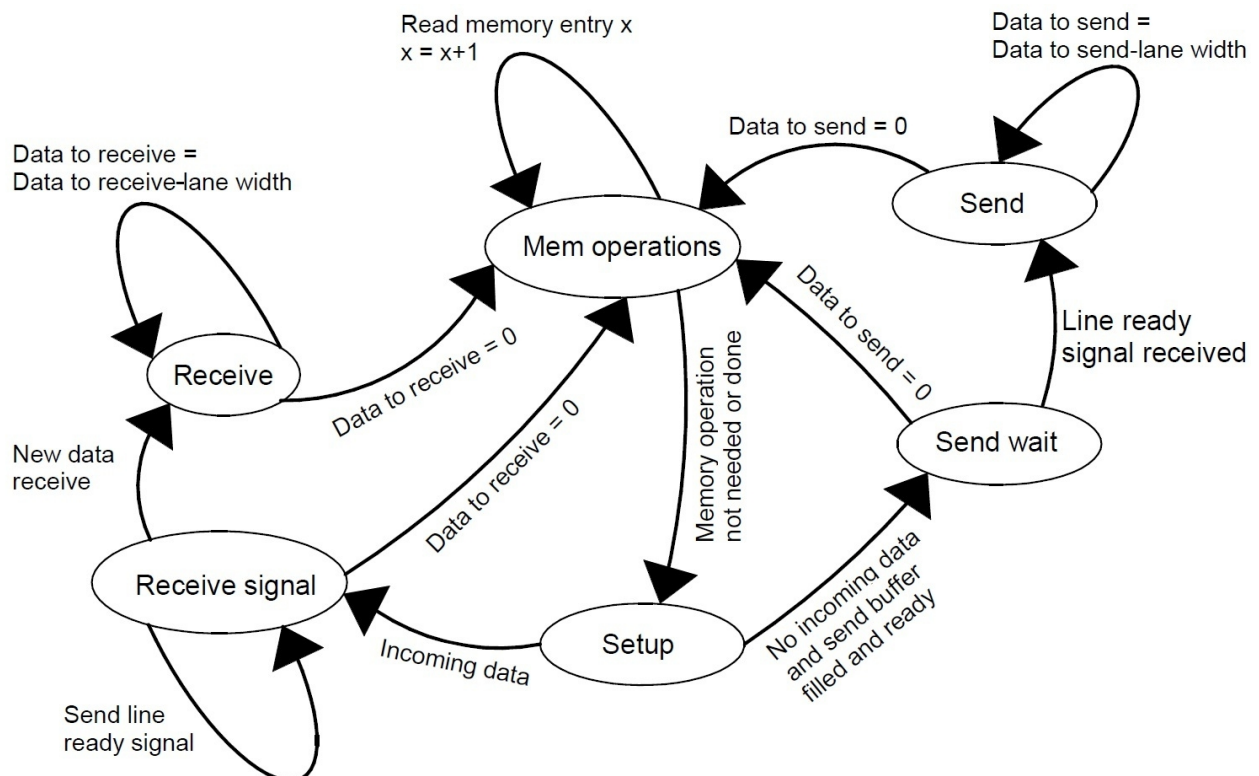 Read memory entry x
x = x+1
Data to send =
Data to send-lane width
Data to send = 0
Data to receive =
Data to receive-lane width
Send
Mem operations
Data to send = 0
Line ready
signal received
Receive
Data to receive = 0
Memory operation
not needed or done
Send wait
New data
receive
Data to receive = 0
Receive signal
Setup
No incoming data
and send buffer
filled and ready
Incoming data
Send line
ready signal